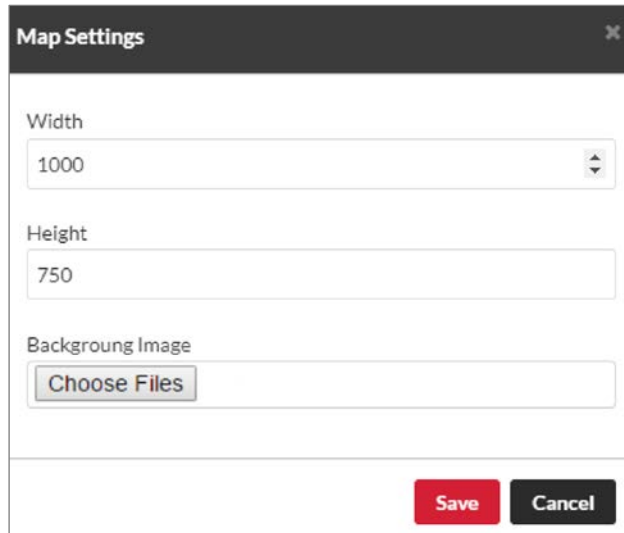 Map Settings
Width
1000
Height
750
Backgroung Image
Choose Files
Save Cancel